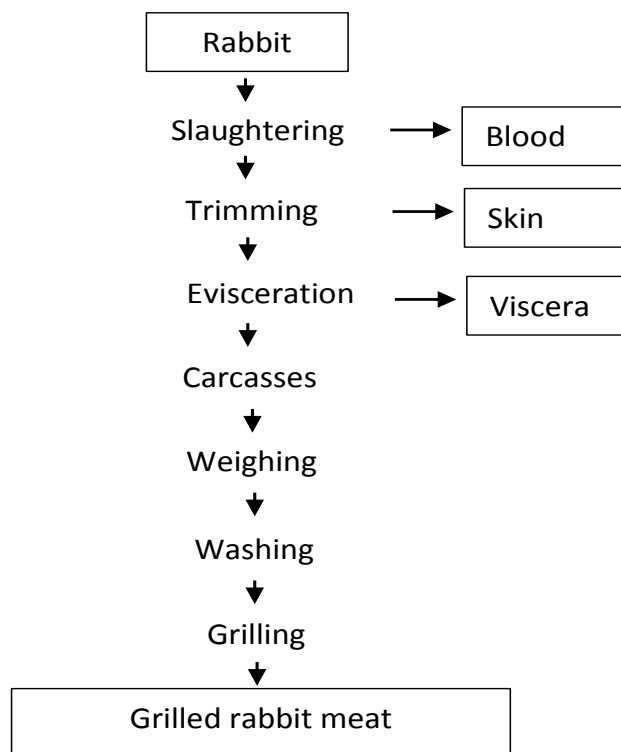 Rabbit
Slaughtering
Blood
Trimming
Skin
Evisceration
Viscera
Carcasses
Weighing
Washing
Grilling
Grilled rabbit meat